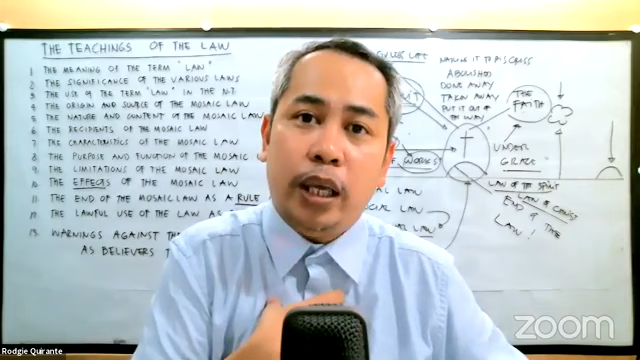 THE TEACHINGS OF THE LAW
1. THE MEANING OF THE TERM "LAW"
2. THE SIGNIFICANCE OF THE VARIOUS LAWS
3. THE USE OF THE TERM "LAW" IN THE N.T.
4. THE ORIGIN AND SOURCE OF THE MOSAIC LAW
5. THE NATURE AND CONTENT OF THE MOSAIC LAW
6. THE RECIPIENTS OF THE MOSAIC LAW
7. THE CHARACTERISTICS OF THE MOSAIC LAW
8. THE PURPOSE AND FUNCTION OF THE MOSAIC
9. THE LIMITATIONS OF THE MOSAIC LAW
10. THE EFFECTS OF THE MOSAIC LAW
11. THE END OF THE MOSAIC LAW AS A RULE
12. THE LAWFUL USE OF THE LAW AS
13. WARNINGS AGAINST
AS BELIEVERS
LIFE
NAILING IT TO A CROSS
ABOLISHED
DONE AWAY
TAKEN AWAY
PUT IT OUT OF
THE WAY
THE
FAITH
UNDER
GRACE
WORKS
LAW
LAW
LAW
LAW OF THE SPIRIT
LAW OF CHRIST
END OF THE
LAW!
zoom
Rodgie Quirante